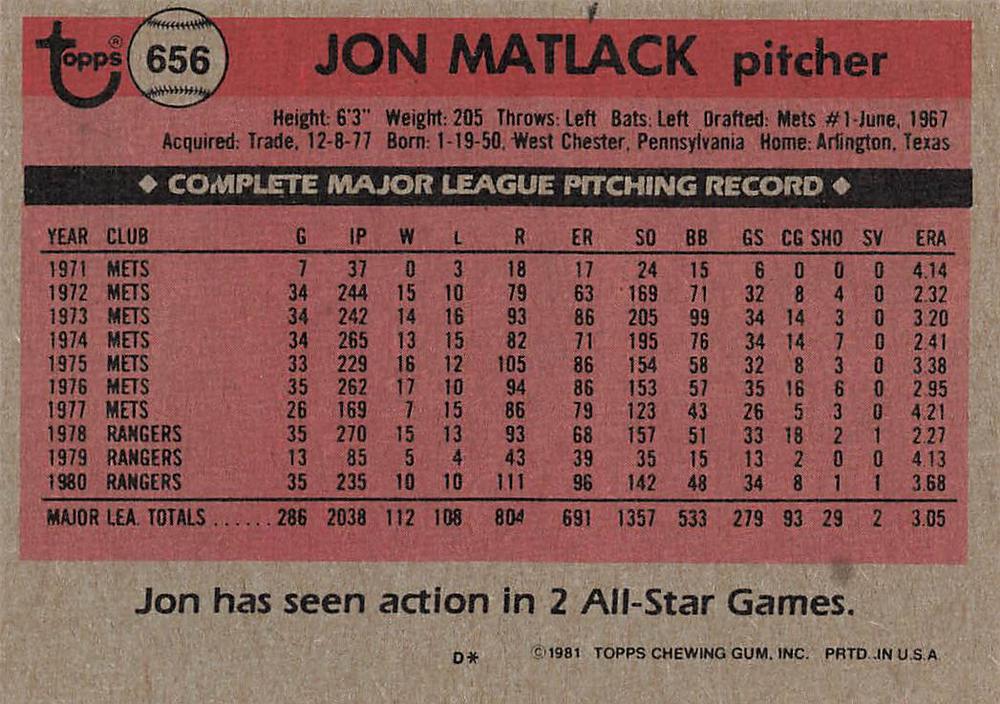 topps® 656 JON MATLACK pitcher
Height: 6'3" Weight: 205 Throws: Left Bats: Left Drafted: Mets #1-June, 1967
Acquired: Trade, 12-8-77 Born: 1-19-50, West Chester, Pennsylvania Home: Arlington, Texas
◆ COMPLETE MAJOR LEAGUE PITCHING RECORD ◆
YEAR CLUB G IP W L R ER SO BB GS CG SHO SV ERA
1971 METS 7 37 0 3 18 17 24 15 6 0 0 0 4.14
1972 METS 34 244 15 10 79 63 169 71 32 8 4 0 2.32
1973 METS 34 242 14 16 93 86 205 99 34 14 3 0 3.20
1974 METS 34 265 13 15 82 71 195 76 34 14 7 0 2.41
1975 METS 33 229 16 12 105 86 154 58 32 8 3 0 3.38
1976 METS 35 262 17 10 94 86 153 57 35 16 6 0 2.95
1977 METS 26 169 7 15 86 79 123 43 26 5 3 0 4.21
1978 RANGERS 35 270 15 13 93 68 157 51 33 18 2 1 2.27
1979 RANGERS 13 85 5 4 43 39 35 15 13 2 0 0 4.13
1980 RANGERS 35 235 10 10 111 96 142 48 34 8 1 1 3.68
MAJOR LEA. TOTALS ...... 286 2038 112 108 804 691 1357 533 279 93 29 2 3.05
Jon has seen action in 2 All-Star Games.
D* ©1981 TOPPS CHEWING GUM, INC. PRTD. IN U.S.A.